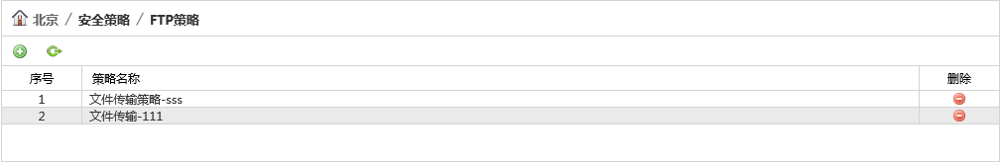 北京 / 安全策略 / FTP策略
序号 策略名称 删除
1 文件传输策略-sss
2 文件传输-111